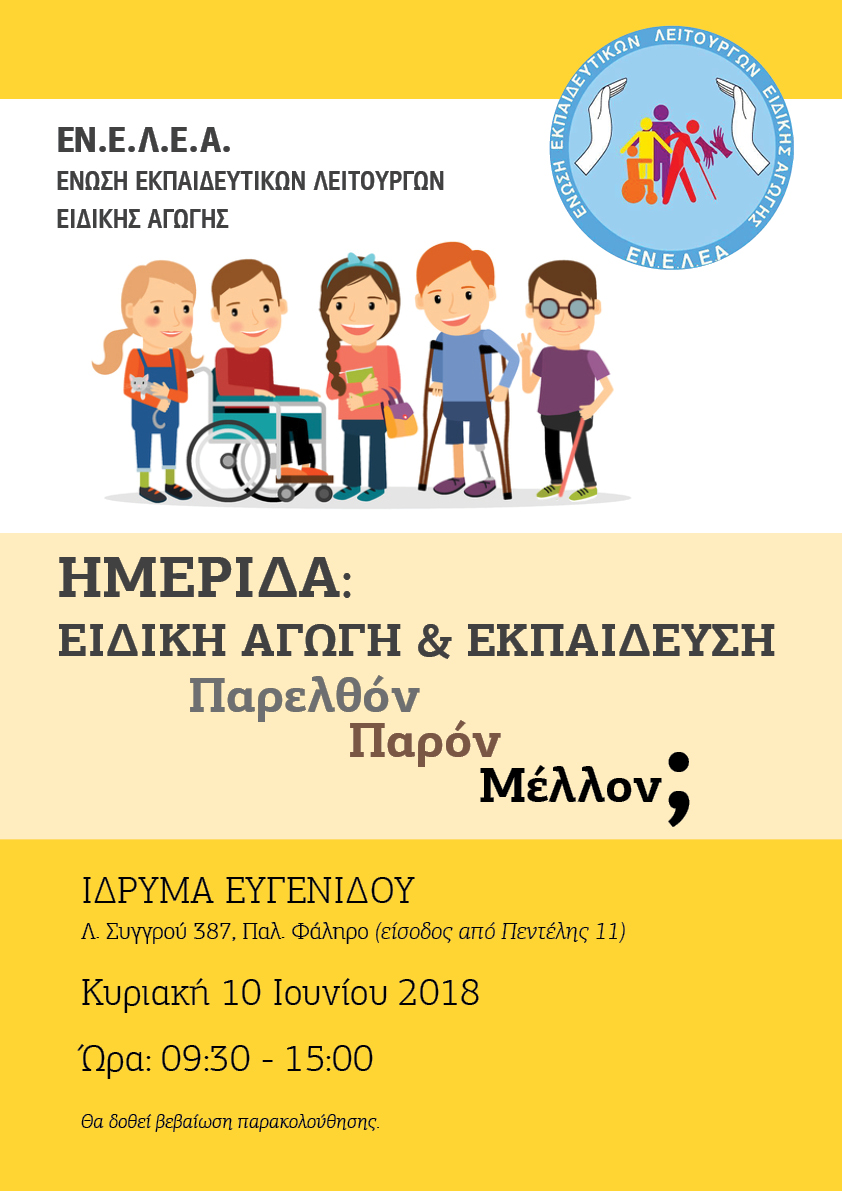 ΕΝΩΣΗ ΕΚΠΑΙΔΕΥΤΙΚΩΝ ΛΕΙΤΟΥΡΓΩΝ ΕΙΔΙΚΗΣ ΑΓΩΓΗΣ
ΕΝ.Ε.Λ.ΕΑ
ΕΝ.Ε.Λ.Ε.Α.
ΕΝΩΣΗ ΕΚΠΑΙΔΕΥΤΙΚΩΝ ΛΕΙΤΟΥΡΓΩΝ
ΕΙΔΙΚΗΣ ΑΓΩΓΗΣ
ΗΜΕΡΙΔΑ:
ΕΙΔΙΚΗ ΑΓΩΓΗ & ΕΚΠΑΙΔΕΥΣΗ
Παρελθόν
Παρόν
Μέλλον;
ΙΔΡΥΜΑ ΕΥΓΕΝΙΔΟΥ
Λ. Συγγρού 387, Παλ. Φάληρο (είσοδος από Πεντέλης 11)
Κυριακή 10 Ιουνίου 2018
Ώρα: 09:30 - 15:00
Θα δοθεί βεβαίωση παρακολούθησης.